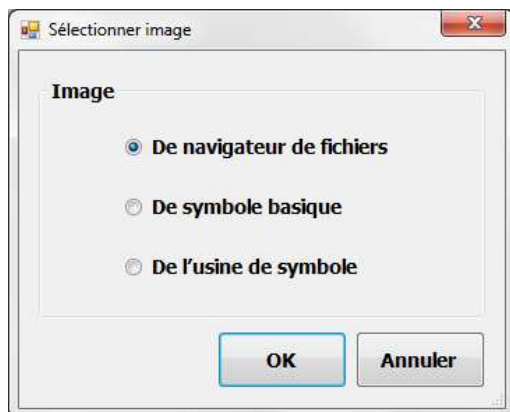 Sélectionner image
Image
De navigateur de fichiers
De symbole basique
De l'usine de symbole
OK
Annuler